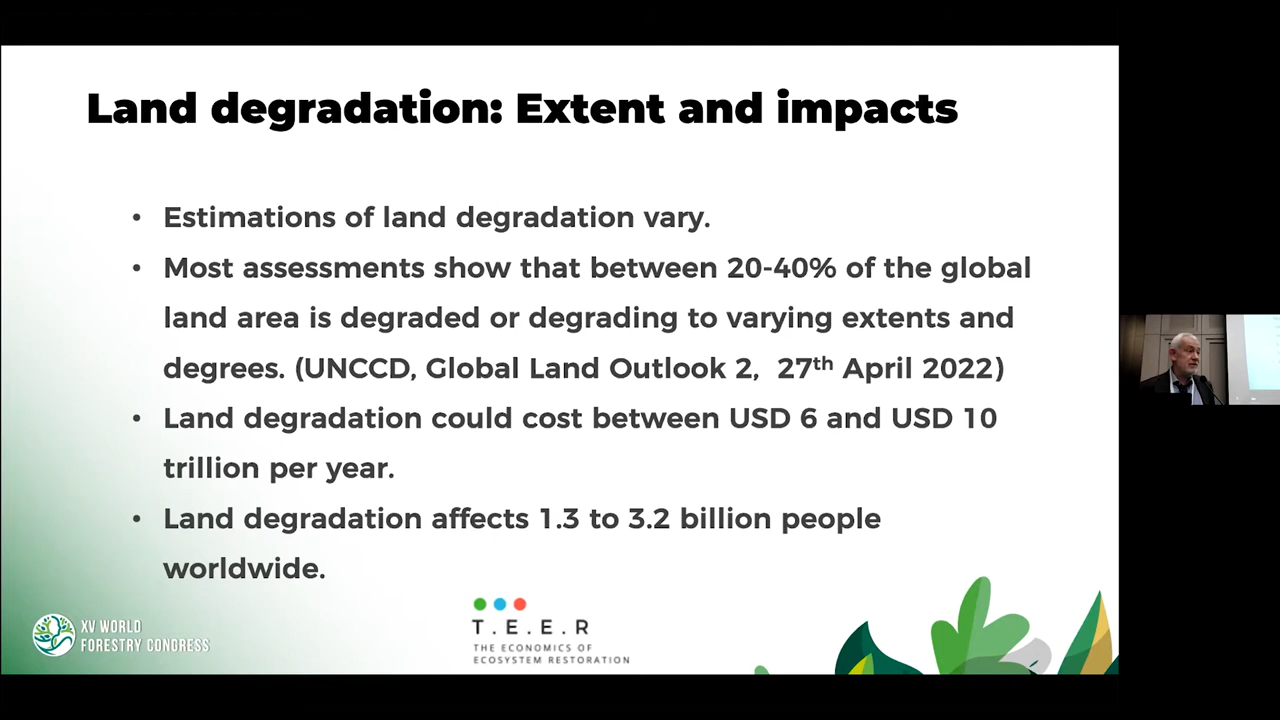 Land degradation: Extent and impacts
• Estimations of land degradation vary.
• Most assessments show that between 20-40% of the global
land area is degraded or degrading to varying extents and
degrees. (UNCCD, Global Land Outlook 2,  27th April 2022)
• Land degradation could cost between USD 6 and USD 10
trillion per year.
• Land degradation affects 1.3 to 3.2 billion people
worldwide.
XV WORLD
FORESTRY CONGRESS
T.E.E.R
THE ECONOMICS OF
ECOSYSTEM RESTORATION